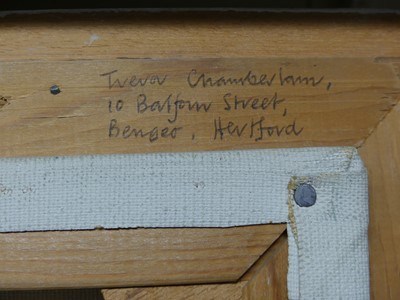 Trevor Chamberlain,
10 Balfour Street,
Bengeo, Hertford